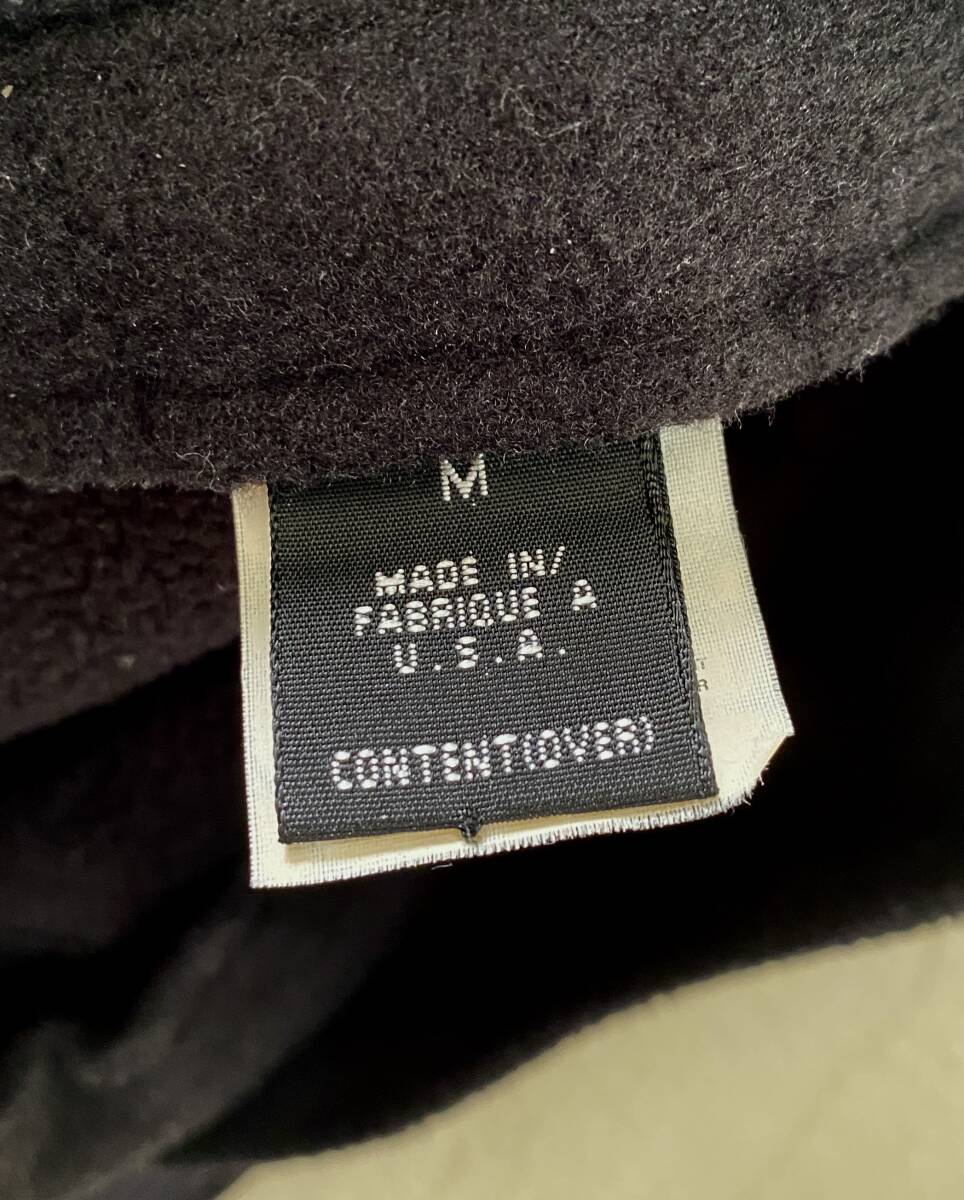 M
MADE IN/
FABRIQUE A
U.S.A.
CONTENT(OVER)
T
R